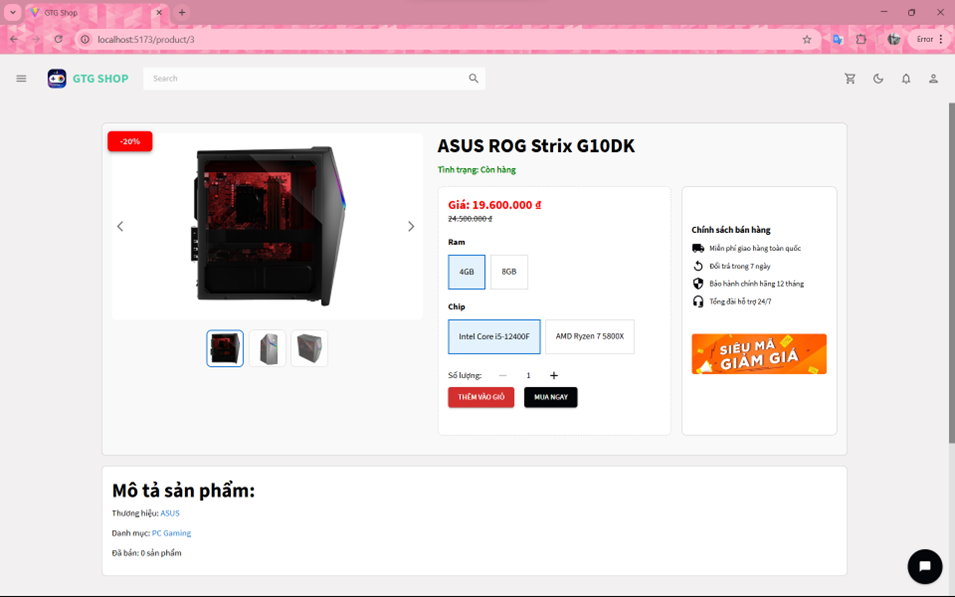 GTG Shop
localhost:5173/product/3
Error
GTG SHOP
Search
-20%
ASUS ROG Strix G10DK
Tình trạng: Còn hàng
Giá: 19.600.000 ₫
24.500.000 ₫
Ram
4GB
8GB
Chip
Intel Core i5-12400F
AMD Ryzen 7 5800X
Số lượng:
1
THÊM VÀO GIỎ
MUA NGAY
Chính sách bán hàng
Miễn phí giao hàng toàn quốc
Đổi trả trong 7 ngày
Bảo hành chính hãng 12 tháng
Tổng đài hỗ trợ 24/7
SIÊU MÃ
GIẢM GIÁ
Mô tả sản phẩm:
Thương hiệu: ASUS
Danh mục: PC Gaming
Đã bán: 0 sản phẩm